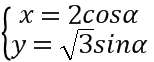 x = 2cosα
y = √3sinα